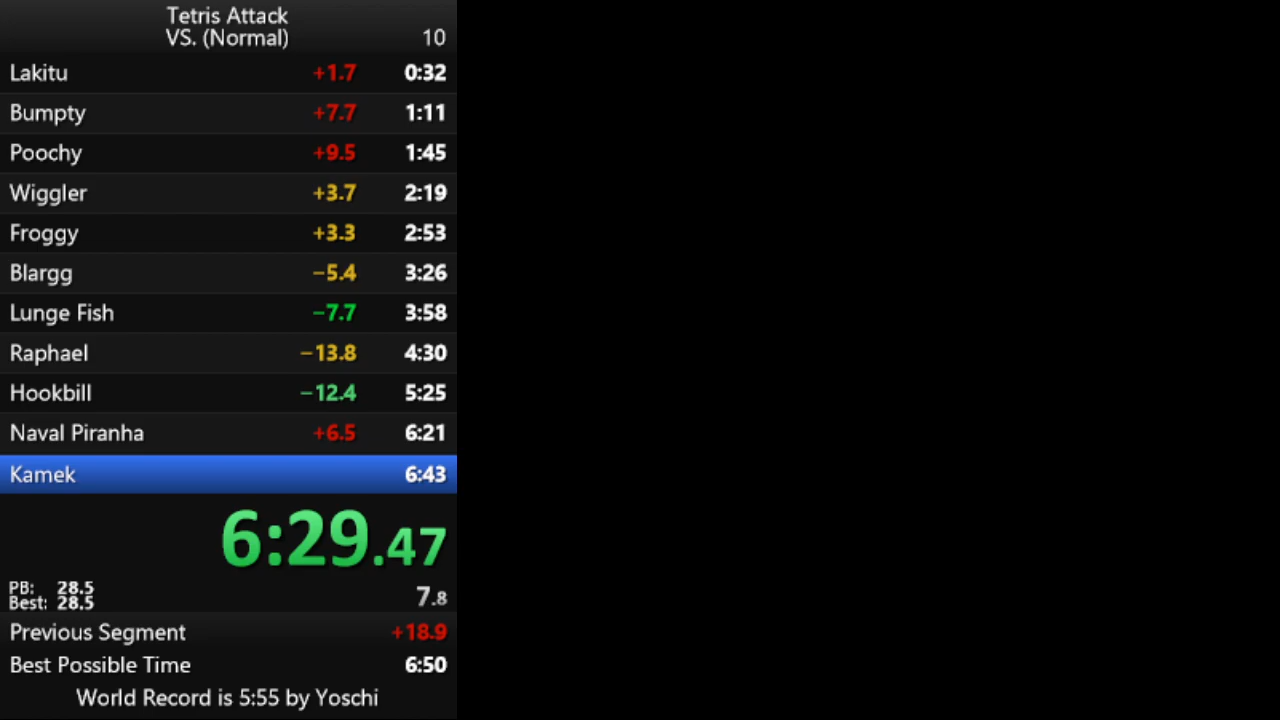 Tetris Attack
VS. (Normal) 10
Lakitu +1.7 0:32
Bumpty +7.7 1:11
Poochy +9.5 1:45
Wiggler +3.7 2:19
Froggy +3.3 2:53
Blargg −5.4 3:26
Lunge Fish −7.7 3:58
Raphael −13.8 4:30
Hookbill −12.4 5:25
Naval Piranha +6.5 6:21
Kamek 6:43
6:29.47
PB: 28.5
Best: 28.5 7.8
Previous Segment +18.9
Best Possible Time 6:50
World Record is 5:55 by Yoschi